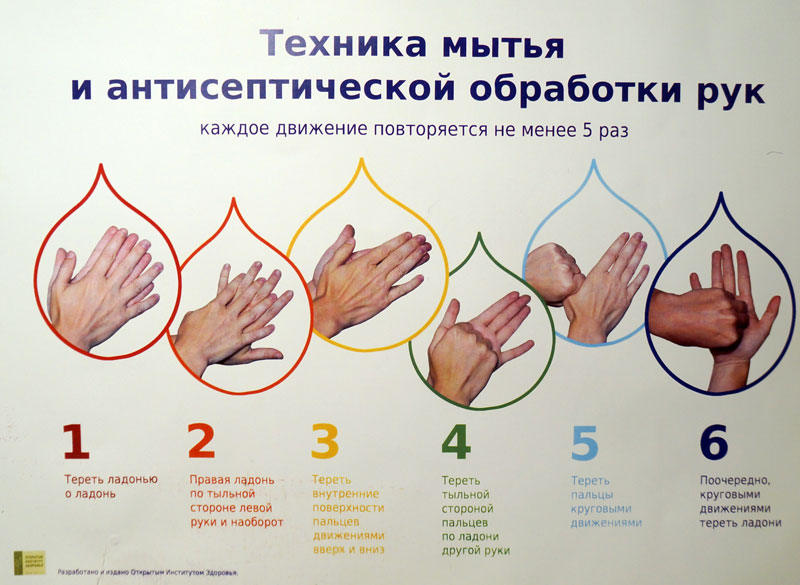 Техника мытья
и антисептической обработки рук
каждое движение повторяется не менее 5 раз
1
Тереть ладонью
о ладонь
2
Правая ладонь
по тыльной
стороне левой
руки и наоборот
3
Тереть
внутренние
поверхности
пальцев
движениями
вверх и вниз
4
Тереть
тыльной
стороной
пальцев
по ладони
другой руки
5
Тереть
пальцы
круговыми
движениями
6
Поочередно,
круговыми
движениями
тереть ладони
Разработано и издано Открытым Институтом Здоровья.